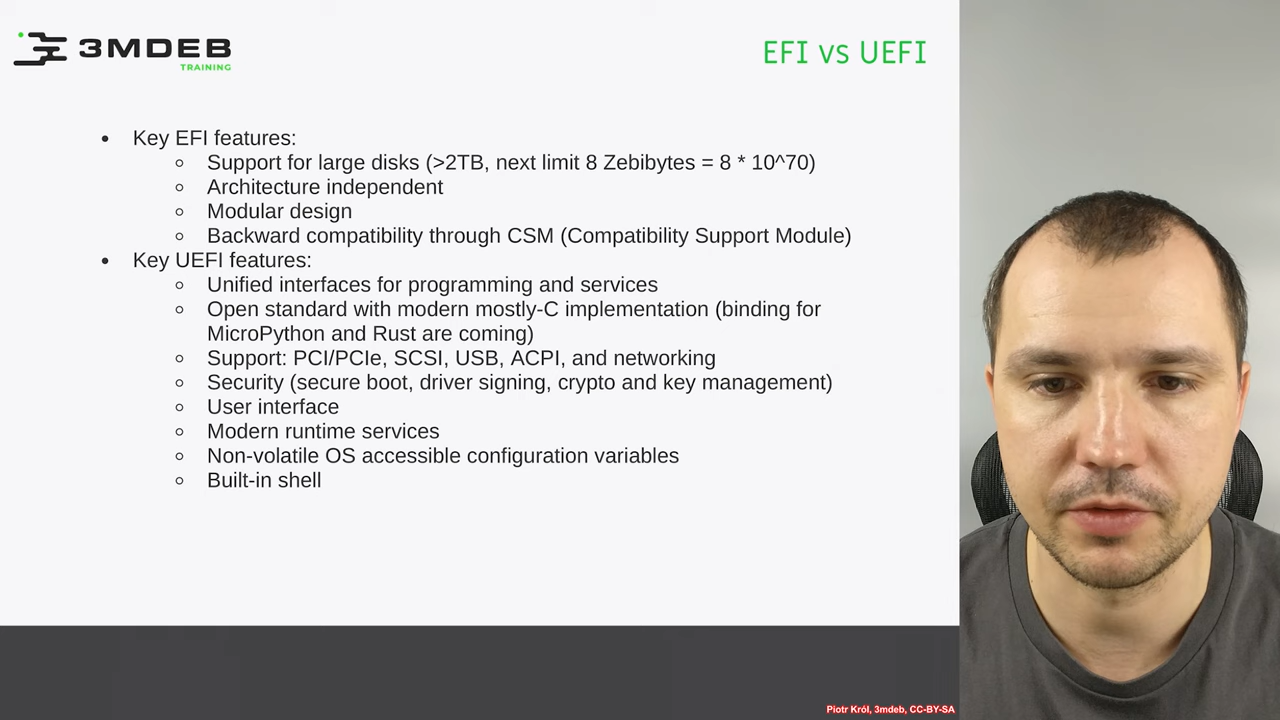 3MDEB
TRAINING
EFI vs UEFI
• Key EFI features:
○ Support for large disks (>2TB, next limit 8 Zebibytes = 8 * 10^70)
○ Architecture independent
○ Modular design
○ Backward compatibility through CSM (Compatibility Support Module)
• Key UEFI features:
○ Unified interfaces for programming and services
○ Open standard with modern mostly-C implementation (binding for
MicroPython and Rust are coming)
○ Support: PCI/PCIe, SCSI, USB, ACPI, and networking
○ Security (secure boot, driver signing, crypto and key management)
○ User interface
○ Modern runtime services
○ Non-volatile OS accessible configuration variables
○ Built-in shell
Piotr Król, 3mdeb, CC-BY-SA